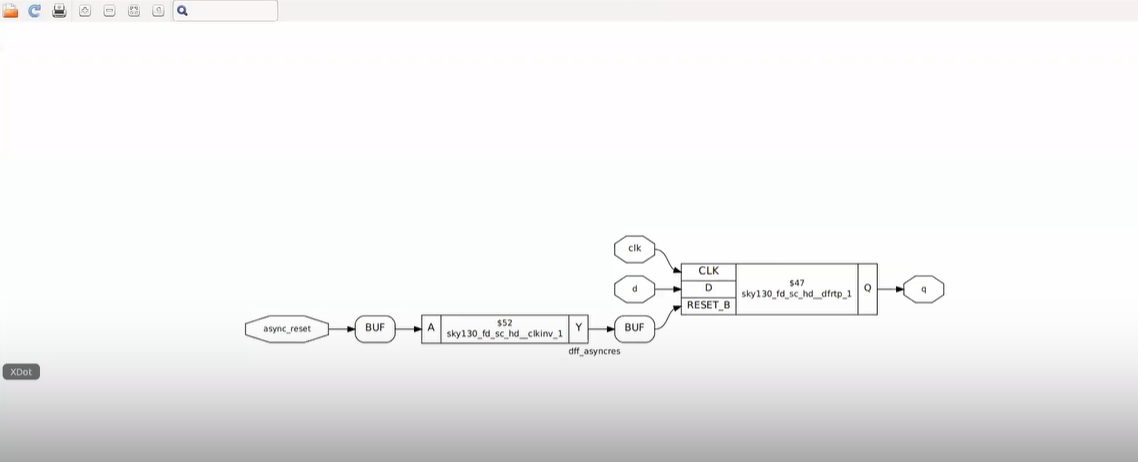 clk
CLK
d
D
RESET_B
$47
sky130_fd_sc_hd__dfrtp_1
Q
q
async_reset
BUF
A
$52
sky130_fd_sc_hd__clkinv_1
Y
BUF
dff_asyncres
XDot